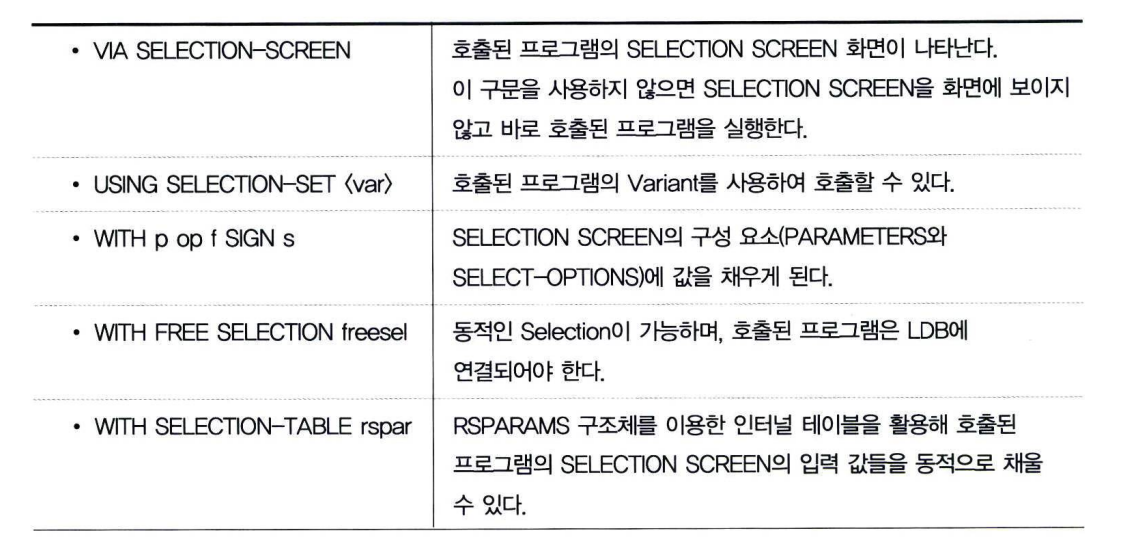 • VIA SELECTION-SCREEN
호출된 프로그램의 SELECTION SCREEN 화면이 나타난다.
이 구문을 사용하지 않으면 SELECTION SCREEN을 화면에 보이지
않고 바로 호출된 프로그램을 실행한다.
• USING SELECTION-SET 〈var〉
호출된 프로그램의 Variant를 사용하여 호출할 수 있다.
• WITH p op f SIGN s
SELECTION SCREEN의 구성 요소(PARAMETERS와
SELECT-OPTIONS)에 값을 채우게 된다.
• WITH FREE SELECTION freesel
동적인 Selection이 가능하며, 호출된 프로그램은 LDB에
연결되어야 한다.
• WITH SELECTION-TABLE rspar
RSPARAMS 구조체를 이용한 인터널 테이블을 활용해 호출된
프로그램의 SELECTION SCREEN의 입력 값들을 동적으로 채울
수 있다.